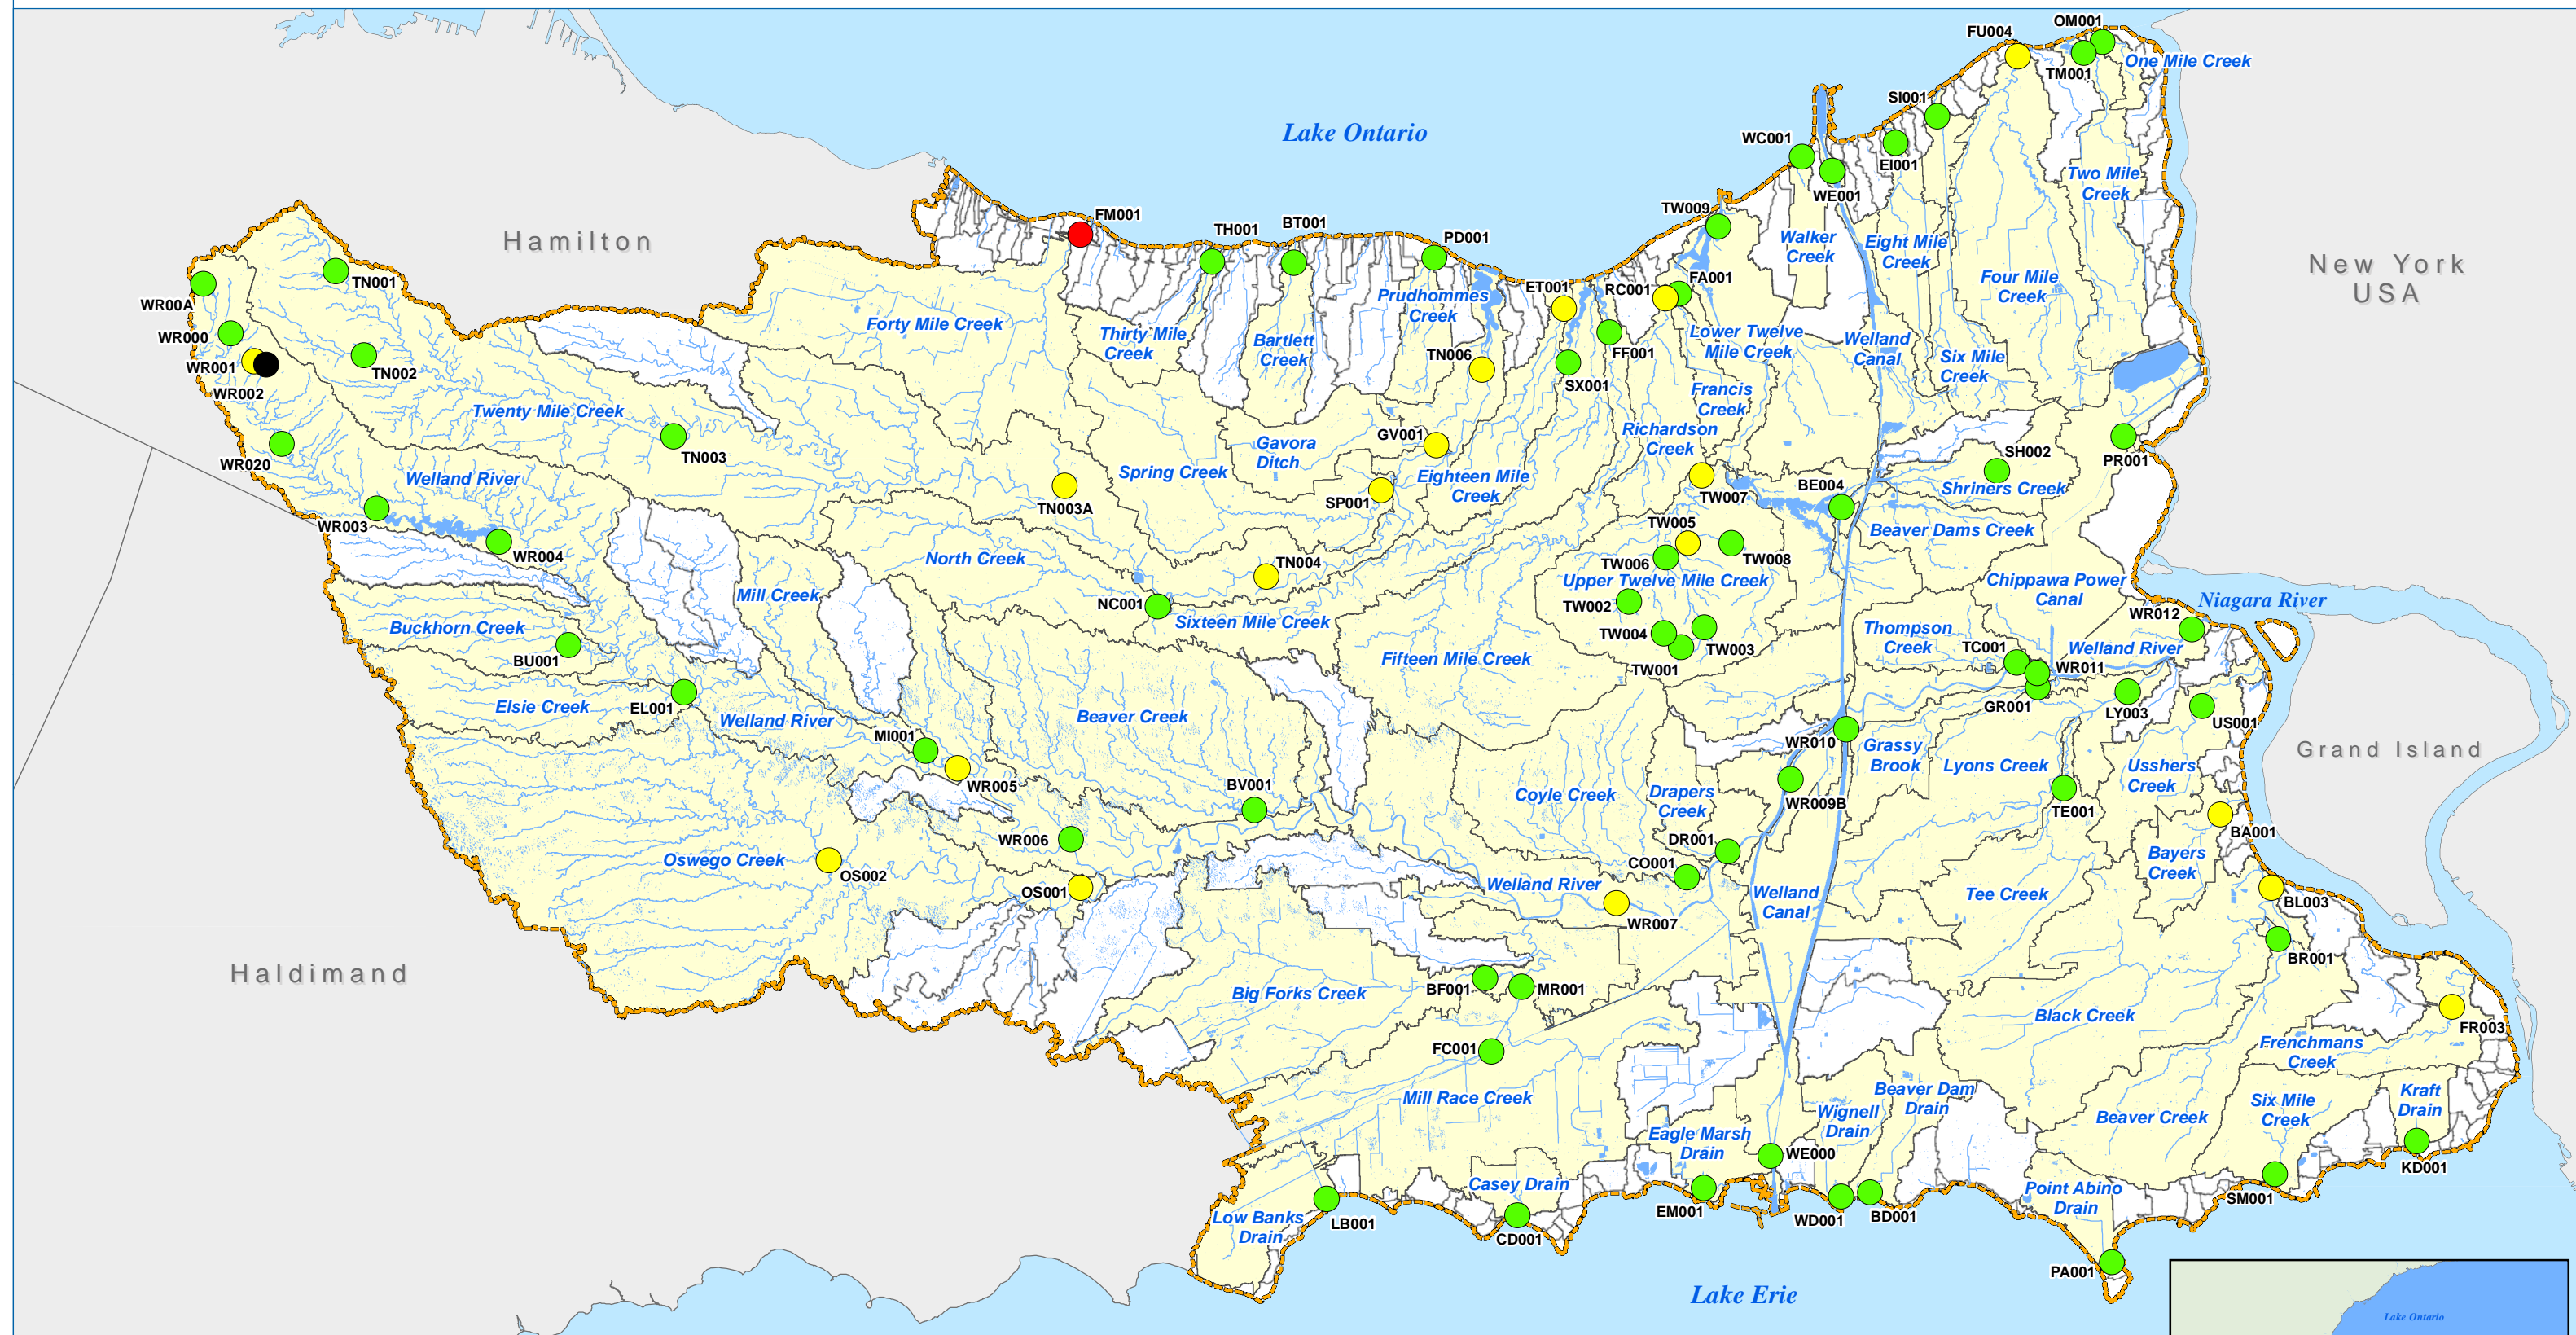 OM001
FU004
One Mile Creek
TM001
SI001
Lake Ontario
WC001
EI001
Two Mile
Creek
WE001
TW009
FM001
BT001
TH001
PD001
Hamilton
Walker
Creek
Eight Mile
Creek
New York
USA
TN001
FA001
ET001
RC001
Four Mile
Creek
WR00A
Prudhommes
Creek
Forty Mile Creek
Thirty Mile
Creek
Bartlett
Creek
Lower Twelve
Mile Creek
Welland
Canal
WR000
FF001
TN006
Six Mile
Creek
WR001
TN002
SX001
WR002
Francis
Creek
Twenty Mile Creek
Richardson
Creek
GV001
Gavora
Ditch
TN003
SH002
PR001
WR020
Spring Creek
Eighteen Mile
Creek
Welland River
Shriners Creek
BE004
TW007
SP001
TN003A
WR003
TW005
Beaver Dams Creek
WR004
North Creek
TN004
TW006
TW008
Upper Twelve Mile Creek
Chippawa Power
Canal
Mill Creek
NC001
TW002
Niagara River
WR012
Sixteen Mile Creek
Buckhorn Creek
TW004
Thompson
Creek
TC001
Welland River
BU001
Fifteen Mile Creek
TW003
TW001
WR011
Elsie Creek
EL001
GR001
LY003
US001
Welland River
Beaver Creek
MI001
WR010
Grassy
Brook
Grand Island
Lyons Creek
Usshers
Creek
WR005
BV001
Coyle Creek
Drapers
Creek
WR009B
TE001
BA001
WR006
DR001
Oswego Creek
OS002
CO001
Bayers
Creek
OS001
Welland River
Welland
Canal
Tee Creek
BL003
WR007
BR001
Haldimand
BF001
MR001
Big Forks Creek
Black Creek
FR003
FC001
Frenchmans
Creek
Mill Race Creek
Beaver Dam
Drain
Wignell
Drain
Beaver Creek
Six Mile
Creek
Kraft
Drain
Eagle Marsh
Drain
WE000
KD001
Casey Drain
Point Abino
Drain
SM001
Low Banks
Drain
LB001
EM001
WD001
BD001
CD001
PA001
Lake Erie
Lake Ontario